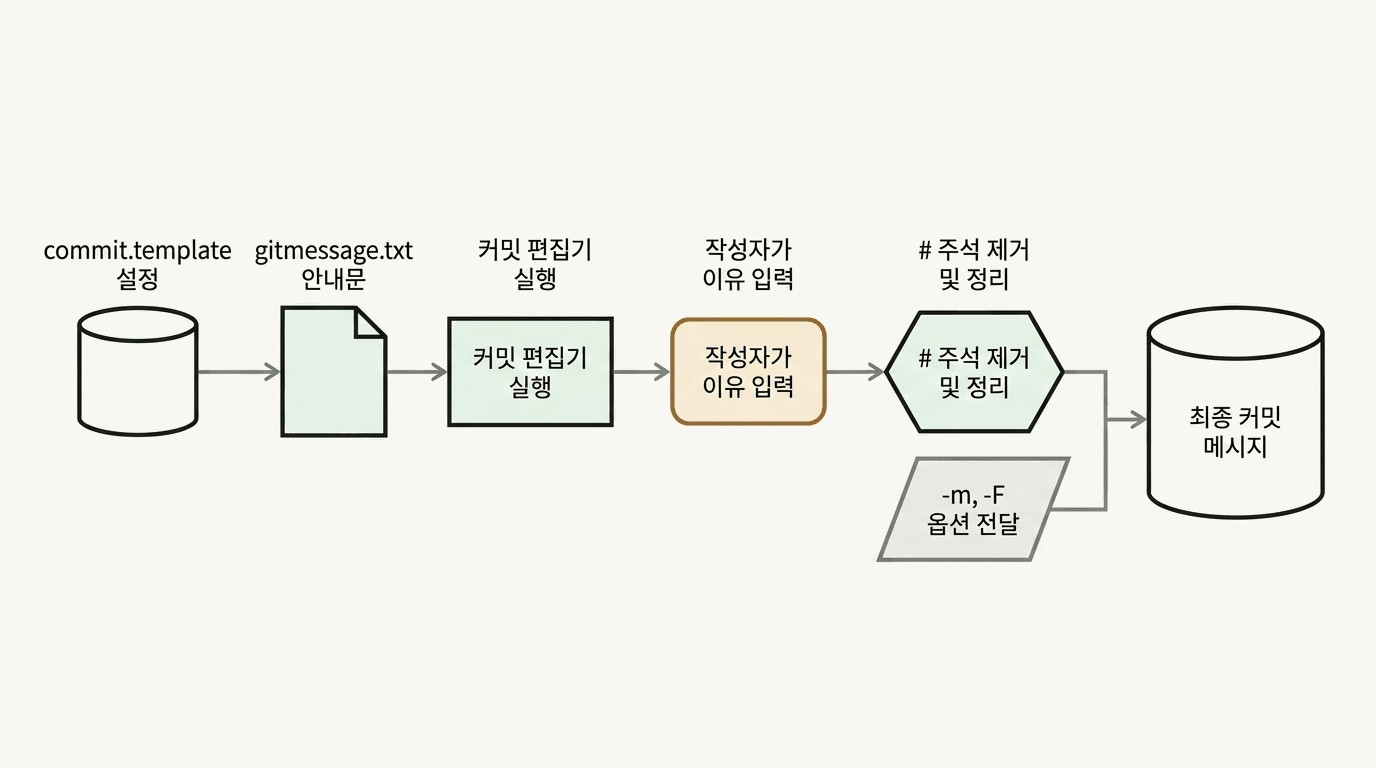 commit.template
설정
gitmessage.txt
안내문
커밋 편집기
실행
작성자가
이유 입력
# 주석 제거
및 정리
커밋 편집기
실행
작성자가
이유 입력
# 주석 제거
및 정리
최종 커밋
메시지
-m, -F
옵션 전달